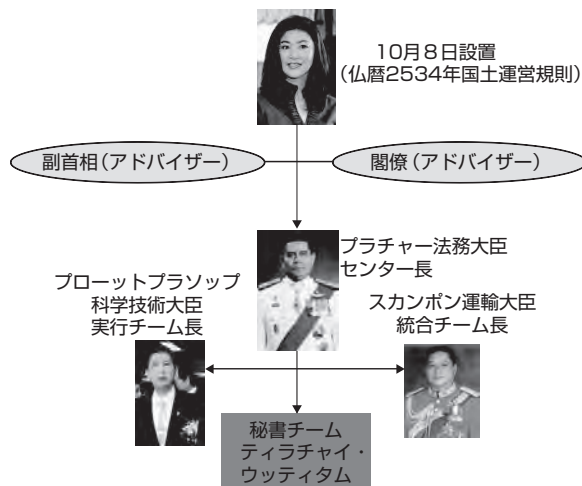 10月8日設置
（仏暦2534年国土運営規則）
副首相（アドバイザー）
閣僚（アドバイザー）
プラチャー法務大臣
センター長
プローットプラソップ
科学技術大臣
実行チーム長
スカンポン運輸大臣
統合チーム長
秘書チーム
ティラチャイ・
ウッティタム